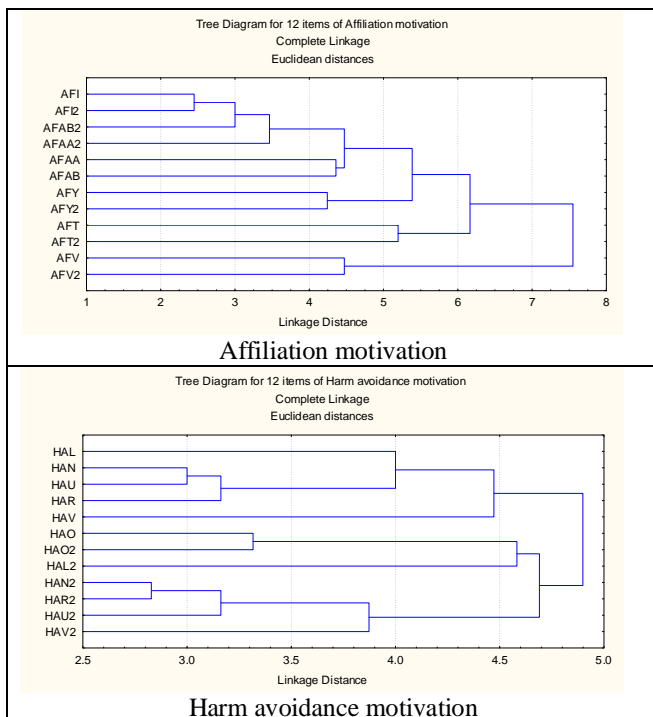 Tree Diagram for 12 items of Affiliation motivation
Complete Linkage
Euclidean distances
AFI
AFI2
AFAB2
AFAA2
AFAA
AFAB
AFY
AFY2
AFT
AFT2
AFV
AFV2
1 2 3 4 5 6 7 8
Linkage Distance
Affiliation motivation
Tree Diagram for 12 items of Harm avoidance motivation
Complete Linkage
Euclidean distances
HAL
HAN
HAU
HAR
HAV
HAO
HAO2
HAL2
HAN2
HAR2
HAU2
HAV2
2.5 3.0 3.5 4.0 4.5 5.0
Linkage Distance
Harm avoidance motivation